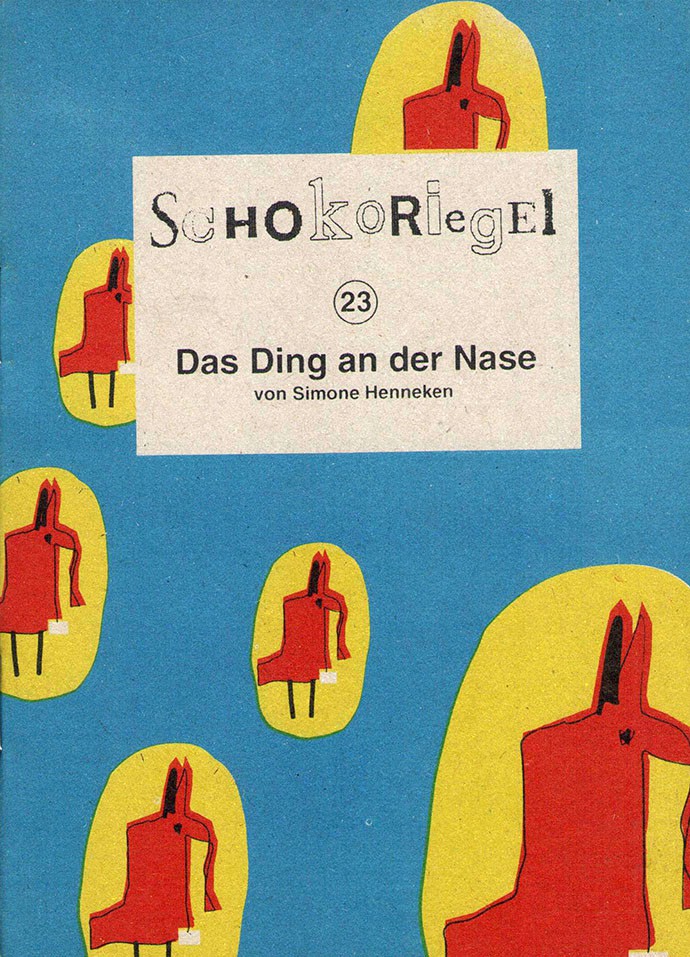 SCHOkORiegEl
23
Das Ding an der Nase
von Simone Henneken